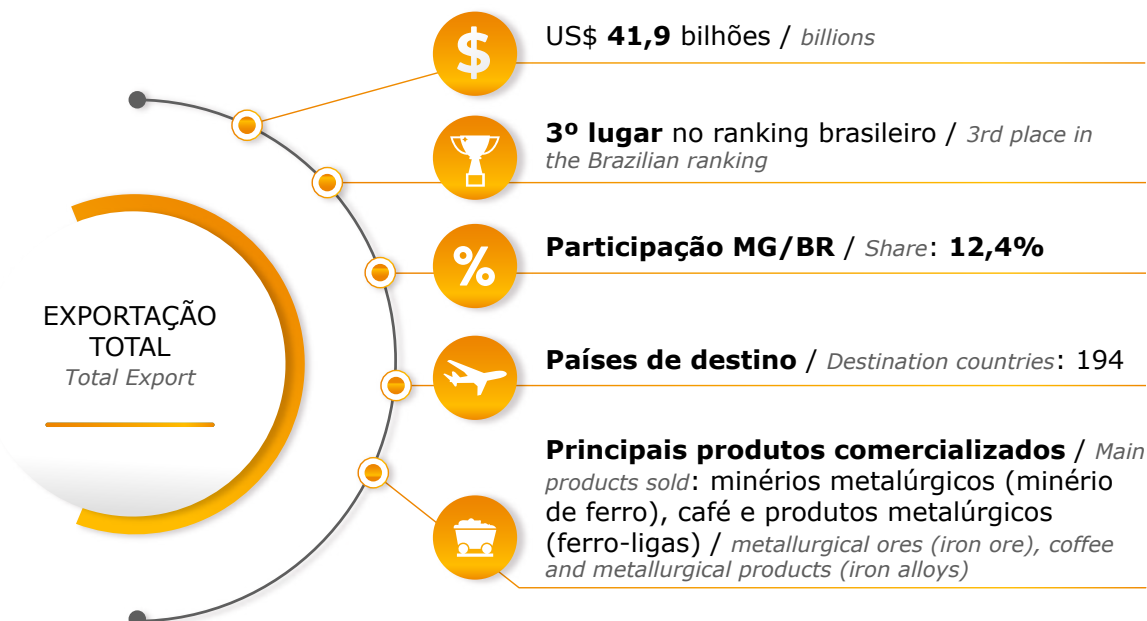 EXPORTAÇÃO
TOTAL
Total Export
$
US$ 41,9 bilhões / billions
3º lugar no ranking brasileiro / 3rd place in
the Brazilian ranking
%
Participação MG/BR / Share: 12,4%
Países de destino / Destination countries: 194
Principais produtos comercializados / Main
products sold: minérios metalúrgicos (minério
de ferro), café e produtos metalúrgicos
(ferro-ligas) / metallurgical ores (iron ore), coffee
and metallurgical products (iron alloys)